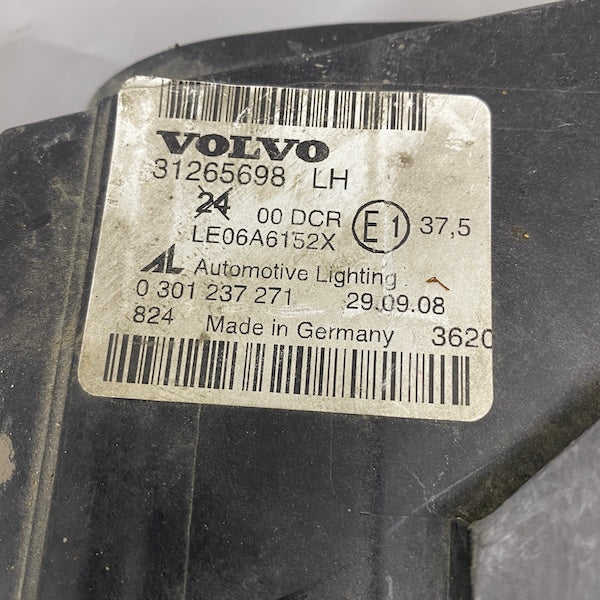 VOLVO
31265698 LH
24 00 DCR E1 37,5
LE06A6152X
AL Automotive Lighting
0 301 237 271 29.09.08
824 Made in Germany 3620